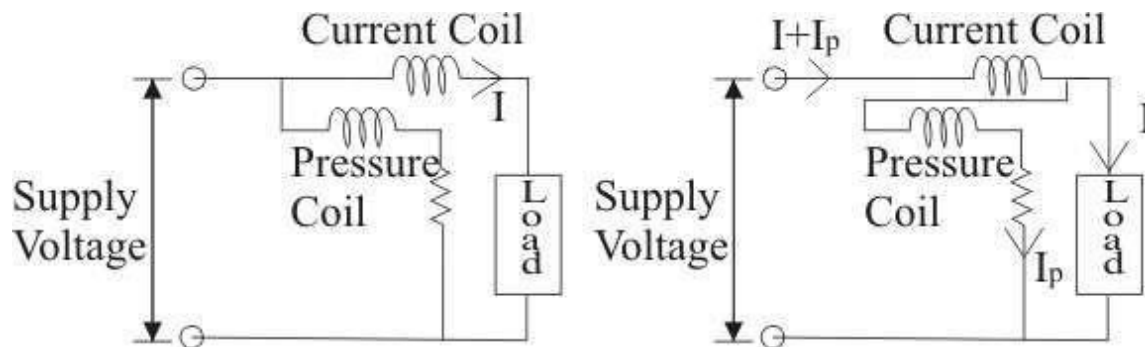 Current Coil
I
Pressure
Coil
Supply
Voltage
Load
I+Ip
Current Coil
I
Pressure
Coil
Supply
Voltage
Ip
Load